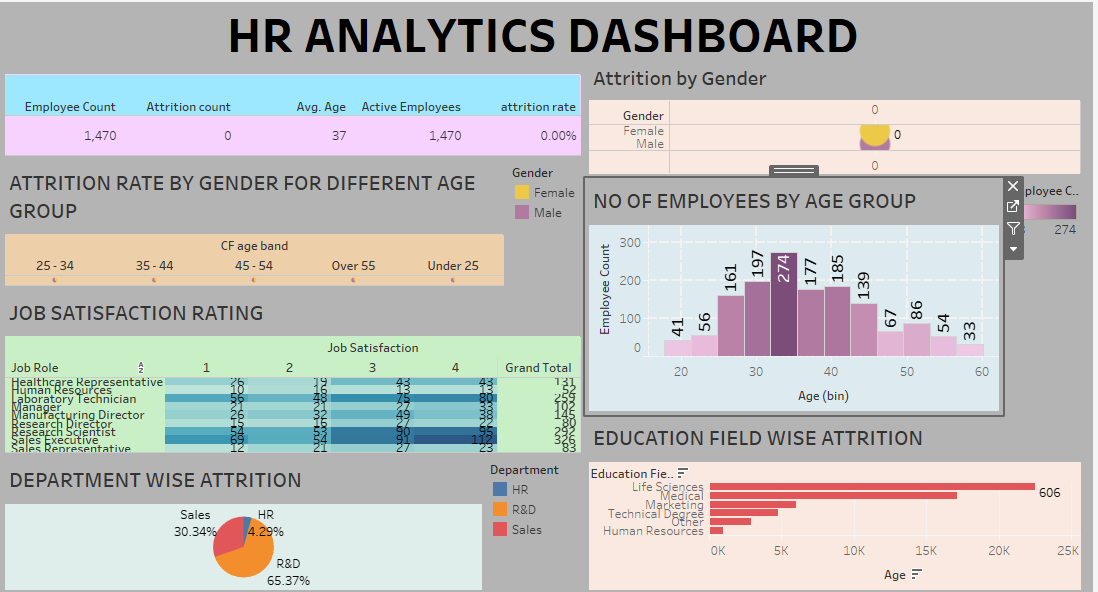 HR ANALYTICS DASHBOARD
Employee Count Attrition count Avg. Age Active Employees attrition rate
1,470 0 37 1,470 0.00%
Attrition by Gender
Gender 0
Female
Male
0
0
ATTRITION RATE BY GENDER FOR DIFFERENT AGE
GROUP
Gender
Female
Male
CF age band
25 - 34 35 - 44 45 - 54 Over 55 Under 25
NO OF EMPLOYEES BY AGE GROUP
ployee C..
274
Employee Count
300
200
100
0
41 56 161 197 274 177 185 139 67 86 54 33
20 30 40 50 60
Age (bin)
JOB SATISFACTION RATING
Job Satisfaction
Job Role 1 2 3 4 Grand Total
Healthcare Representative 26 19 43 43 131
Human Resources 10 16 13 13 52
Laboratory Technician 56 48 75 80 259
Manager 21 21 27 33 102
Manufacturing Director 26 32 49 38 145
Research Director 15 16 27 22 80
Research Scientist 54 53 90 95 292
Sales Executive 69 54 91 112 326
Sales Representative 12 21 27 23 83
DEPARTMENT WISE ATTRITION
Department
HR
R&D
Sales
Sales
30.34%
HR
4.29%
R&D
65.37%
EDUCATION FIELD WISE ATTRITION
Education Fie..
Life Sciences
Medical
Marketing
Technical Degree
Other
Human Resources
606
0K 5K 10K 15K 20K 25K
Age